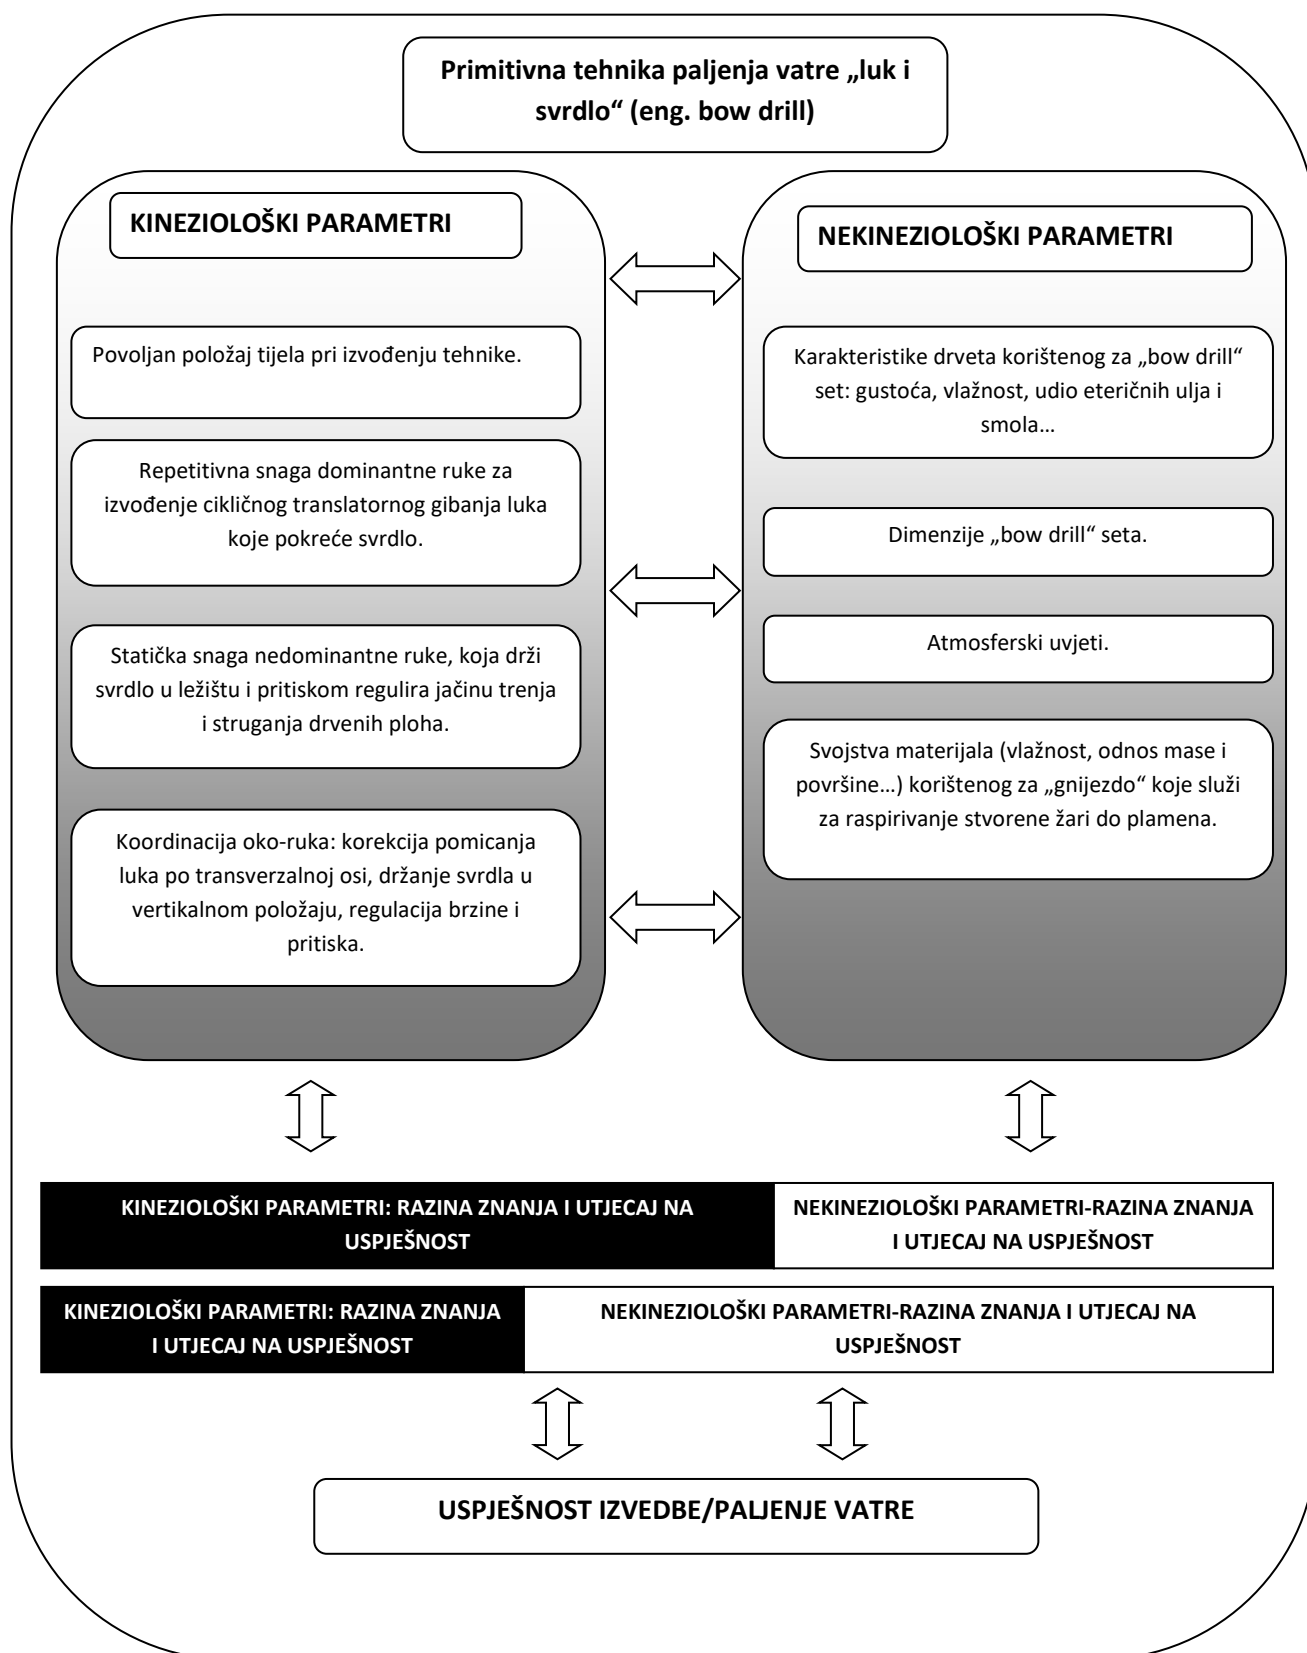 Primitivna tehnika paljenja vatre „luk i
svrdlo“ (eng. bow drill)
KINEZIOLOŠKI PARAMETRI
Povoljan položaj tijela pri izvođenju tehnike.
Repetitivna snaga dominantne ruke za
izvođenje cikličnog translatornog gibanja luka
koje pokreće svrdlo.
Statička snaga nedominantne ruke, koja drži
svrdlo u ležištu i pritiskom regulira jačinu trenja
i struganja drvenih ploha.
Koordinacija oko-ruka: korekcija pomicanja
luka po transverzalnoj osi, držanje svrdla u
vertikalnom položaju, regulacija brzine i
pritiska.
NEKINEZIOLOŠKI PARAMETRI
Karakteristike drveta korištenog za „bow drill“
set: gustoća, vlažnost, udio eteričnih ulja i
smola…
Dimenzije „bow drill“ seta.
Atmosferski uvjeti.
Svojstva materijala (vlažnost, odnos mase i
površine…) korištenog za „gnijezdo“ koje služi
za raspirivanje stvorene žari do plamena.
KINEZIOLOŠKI PARAMETRI: RAZINA ZNANJA I UTJECAJ NA
USPJEŠNOST
NEKINEZIOLOŠKI PARAMETRI-RAZINA ZNANJA
I UTJECAJ NA USPJEŠNOST
KINEZIOLOŠKI PARAMETRI: RAZINA ZNANJA
I UTJECAJ NA USPJEŠNOST
NEKINEZIOLOŠKI PARAMETRI-RAZINA ZNANJA I UTJECAJ NA
USPJEŠNOST
USPJEŠNOST IZVEDBE/PALJENJE VATRE